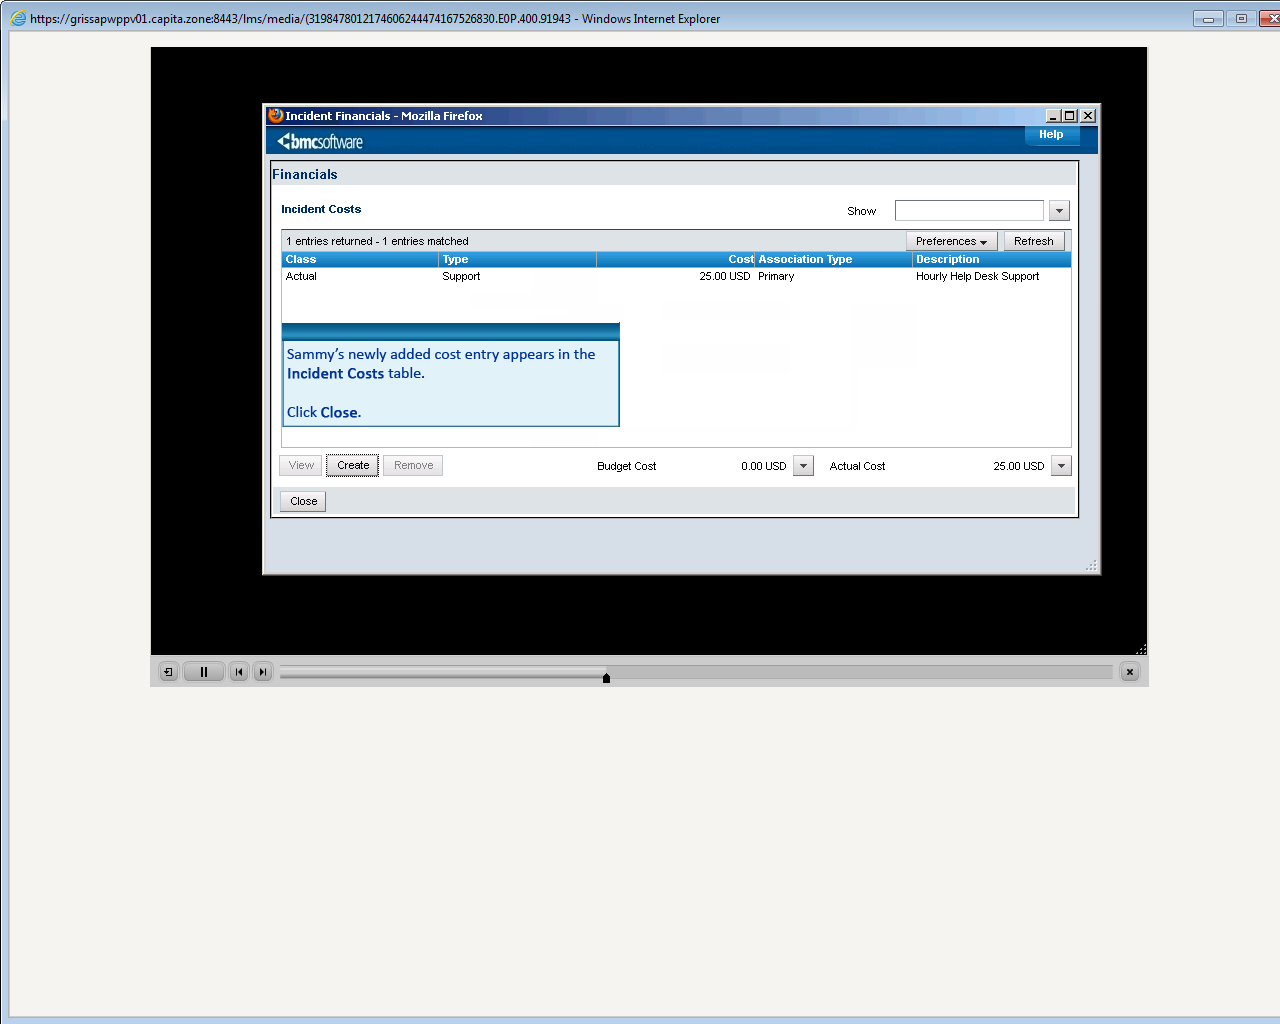 https://grissapwppv01.capita.zone:8443/lms/media/(3198478012174606244474167526830.E0P.400.91943 - Windows Internet Explorer
Incident Financials - Mozilla Firefox
bmcsoftware
Help
Financials
Incident Costs
Show
1 entries returned - 1 entries matched
Preferences
Refresh
Class Type Cost Association Type Description
Actual Support 25.00 USD Primary Hourly Help Desk Support
Sammy's newly added cost entry appears in the
Incident Costs table.
Click Close.
View Create Remove Budget Cost 0.00 USD Actual Cost 25.00 USD
Close